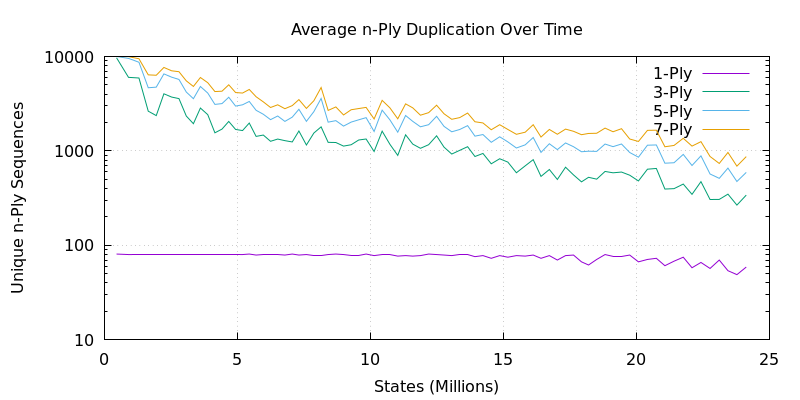 Average n-Ply Duplication Over Time
Unique n-Ply Sequences
10000
1000
100
10
1-Ply
3-Ply
5-Ply
7-Ply
0 5 10 15 20 25
States (Millions)